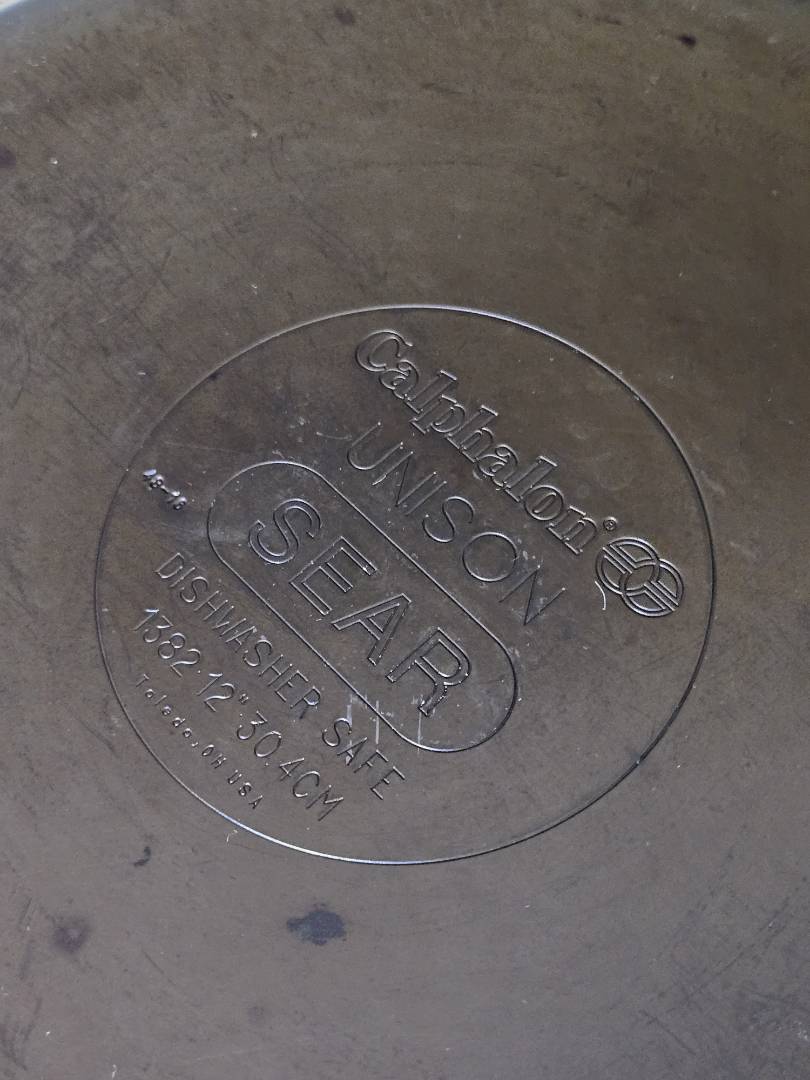 Calphalon®
UNISON
SEAR
DISHWASHER SAFE
1382·12"·30.4CM
Toledo, OH USA